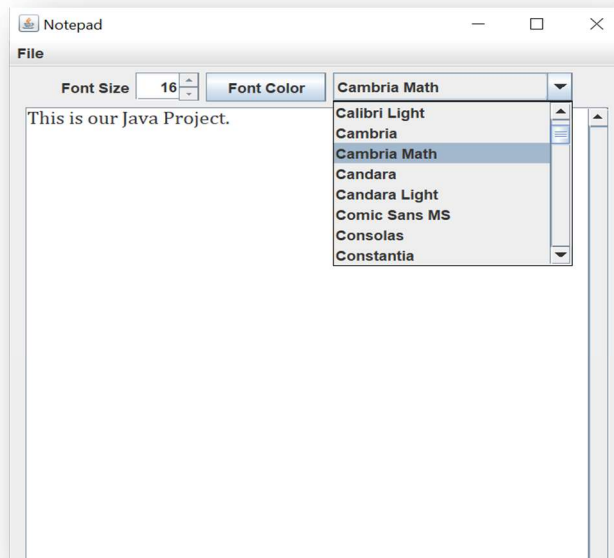 Notepad
File
Font Size 16 Font Color Cambria Math
This is our Java Project.
Calibri Light
Cambria
Cambria Math
Candara
Candara Light
Comic Sans MS
Consolas
Constantia